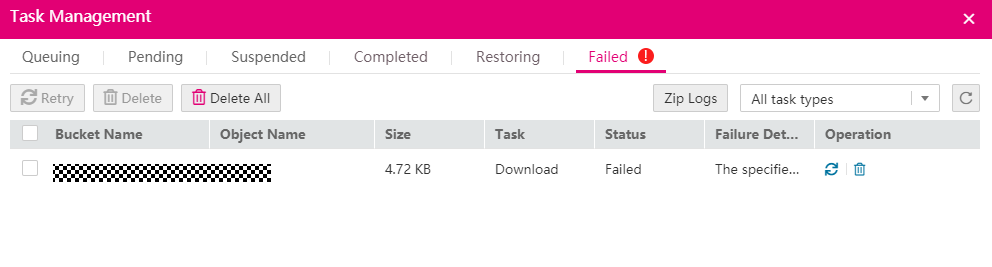 Task Management
Queuing Pending Suspended Completed Restoring Failed !
Retry Delete Delete All Zip Logs All task types
Bucket Name Object Name Size Task Status Failure Det... Operation
4.72 KB Download Failed The specifie...